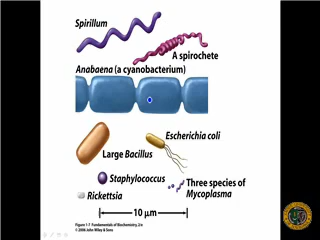 Spirillum
A spirochete
Anabaena (a cyanobacterium)
Escherichia coli
Large Bacillus
Staphylococcus
Three species of
Mycoplasma
Rickettsia
10 μm
Figure 1-7 Fundamentals of Biochemistry, 2/e
© 2006 John Wiley & Sons